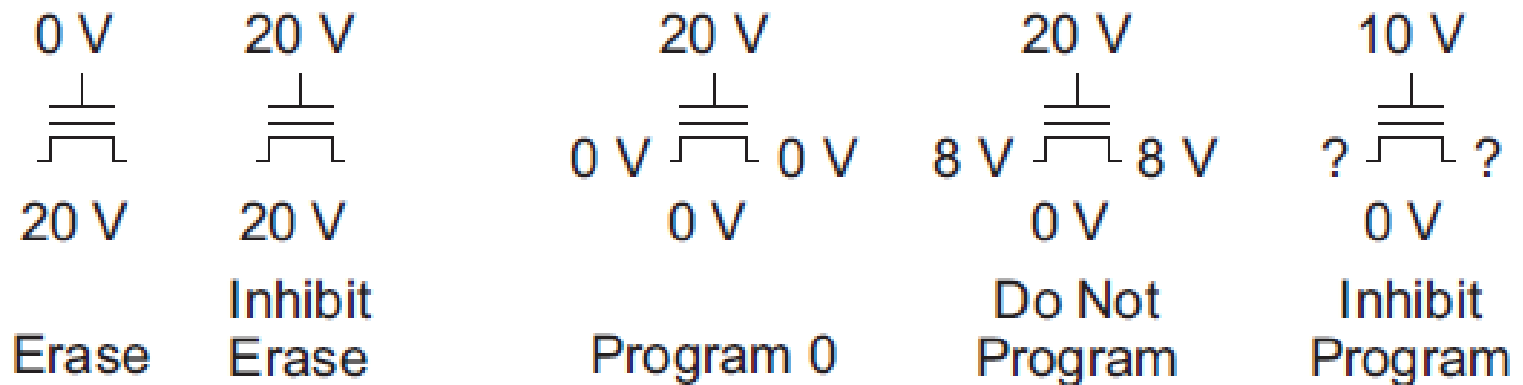 0 V 20 V 20 V 20 V 10 V
0 V 0 V 8 V 8 V ? ?
20 V 20 V 0 V 0 V 0 V
Inhibit Do Not Inhibit
Erase Erase Program 0 Program Program